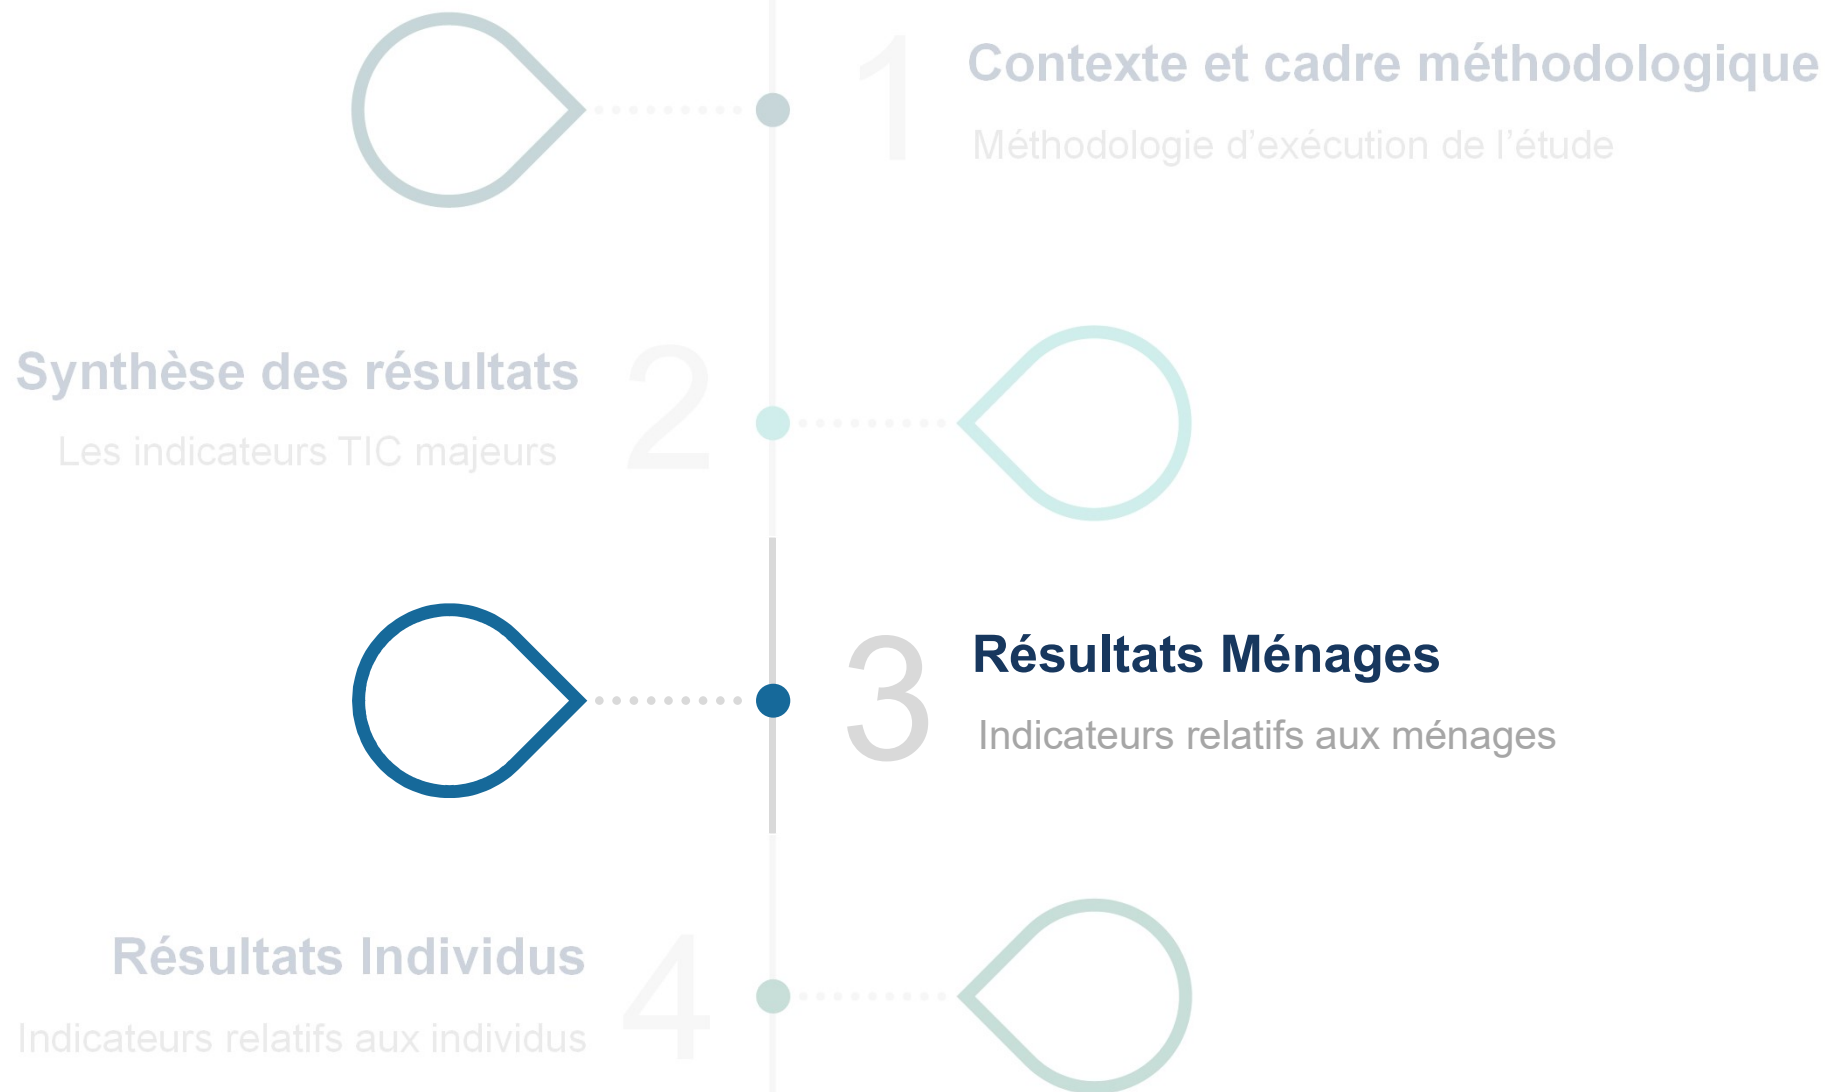 1
Contexte et cadre méthodologique
Méthodologie d’exécution de l’étude
Synthèse des résultats
2
Les indicateurs TIC majeurs
3
Résultats Ménages
Indicateurs relatifs aux ménages
Résultats Individus
4
Indicateurs relatifs aux individus